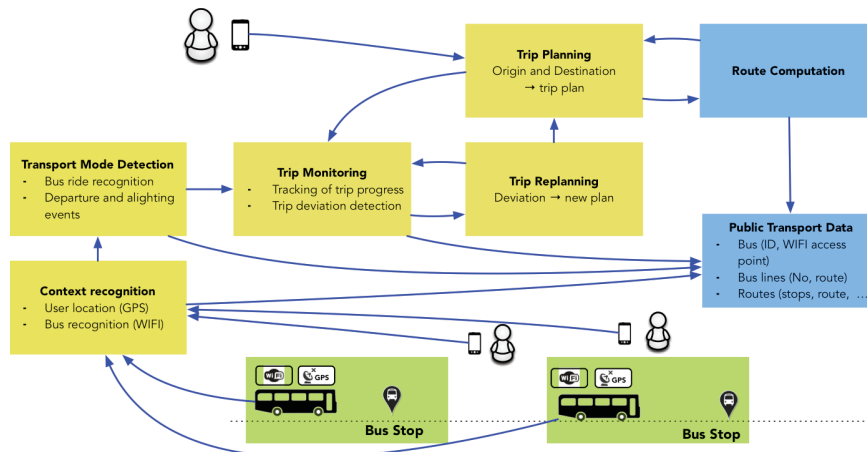 Trip Planning
Origin and Destination
→ trip plan
Route Computation
Transport Mode Detection
- Bus ride recognition
- Departure and alighting
events
Trip Monitoring
- Tracking of trip progress
- Trip deviation detection
Trip Replanning
Deviation → new plan
Public Transport Data
- Bus (ID, WIFI access
point)
- Bus lines (No, route)
- Routes (stops, route, ...
Context recognition
- User location (GPS)
- Bus recognition (WIFI)
WiFi
GPS
Bus Stop
WiFi
GPS
Bus Stop